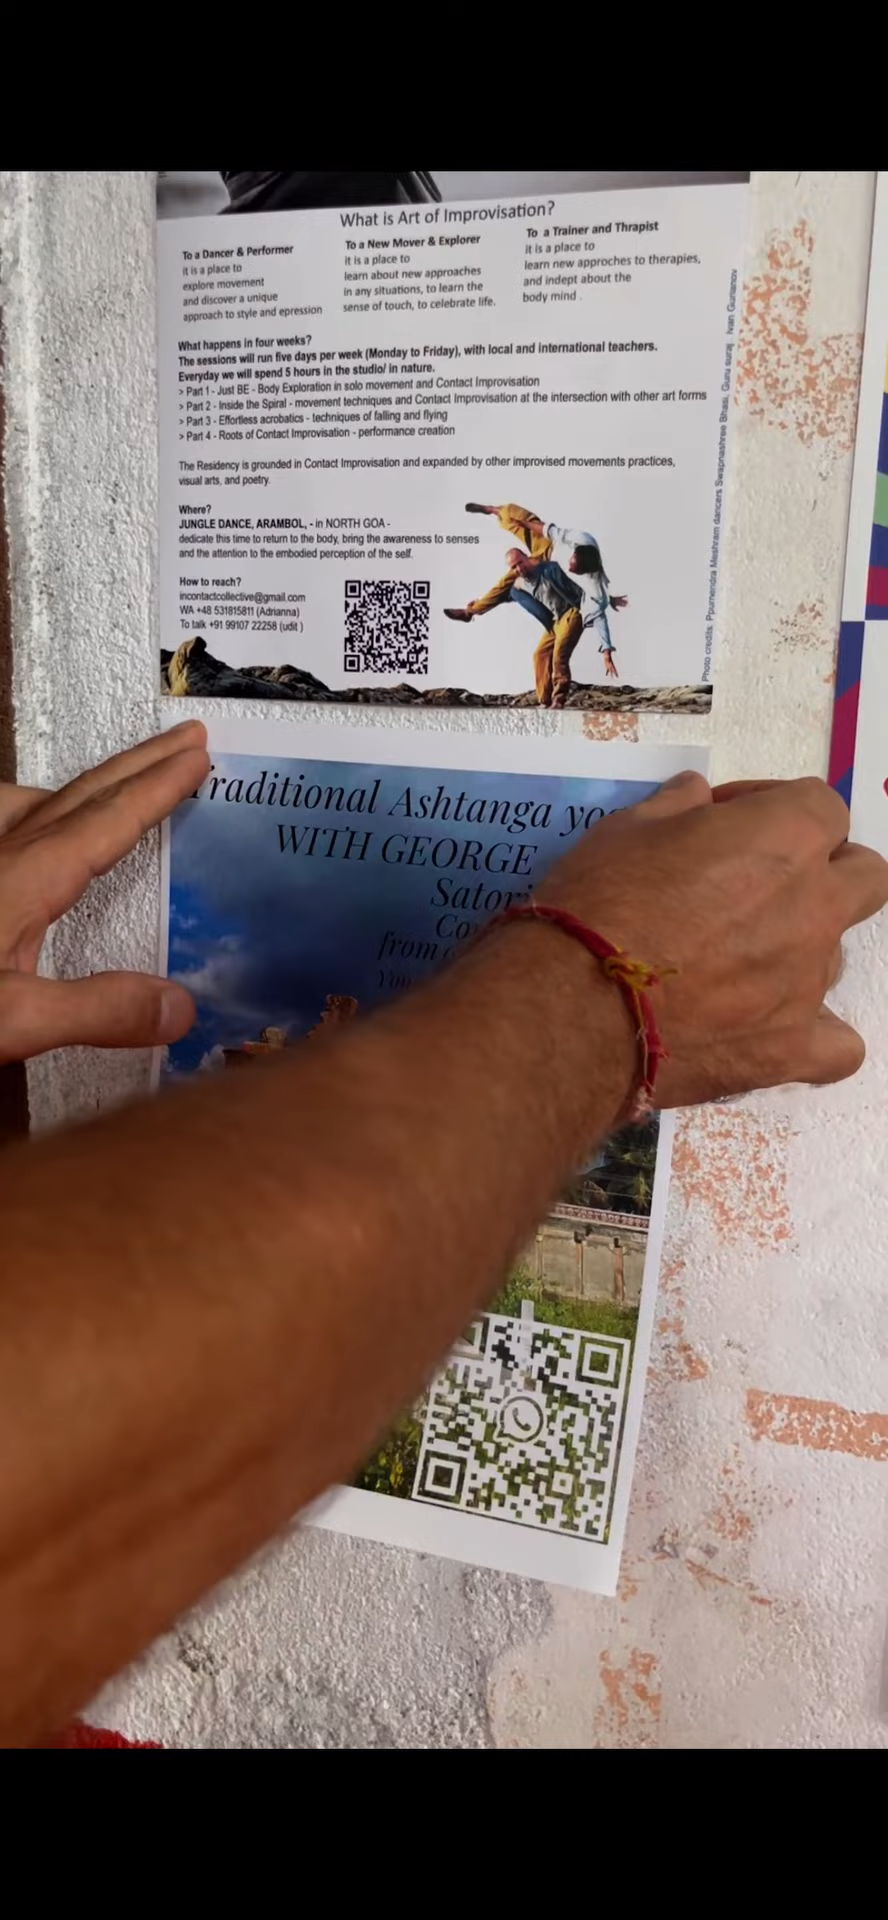 What is Art of Improvisation?
To a Dancer & Performer
it is a place to
explore movement
and discover a unique
approach to style and epression
To a New Mover & Explorer
it is a place to
learn about new approaches
in any situations, to learn the
sense of touch, to celebrate life.
To a Trainer and Thrapist
it is a place to
learn new approches to therapies,
and indept about the
body mind .
What happens in four weeks?
The sessions will run five days per week (Monday to Friday), with local and international teachers.
Everyday we will spend 5 hours in the studio/ in nature.
> Part 1 - Just BE - Body Exploration in solo movement and Contact Improvisation
> Part 2 - Inside the Spiral - movement techniques and Contact Improvisation at the intersection with other art forms
> Part 3 - Effortless acrobatics - techniques of falling and flying
> Part 4 - Roots of Contact Improvisation - performance creation
The Residency is grounded in Contact Improvisation and expanded by other improvised movements practices,
visual arts, and poetry.
Where?
JUNGLE DANCE, ARAMBOL, - in NORTH GOA -
dedicate this time to return to the body, bring the awareness to senses
and the attention to the embodied perception of the self.
How to reach?
incontactcollective@gmail.com
WA +48 531815811 (Adrianna)
To talk +91 99107 22258 (udit )
Photo credits: Ppurnendra Meshram dancers Swapnashree Bhasi, Guru suraj Ivan Gurianov
Traditional Ashtanga
WITH GEORGE
Satori
from
You